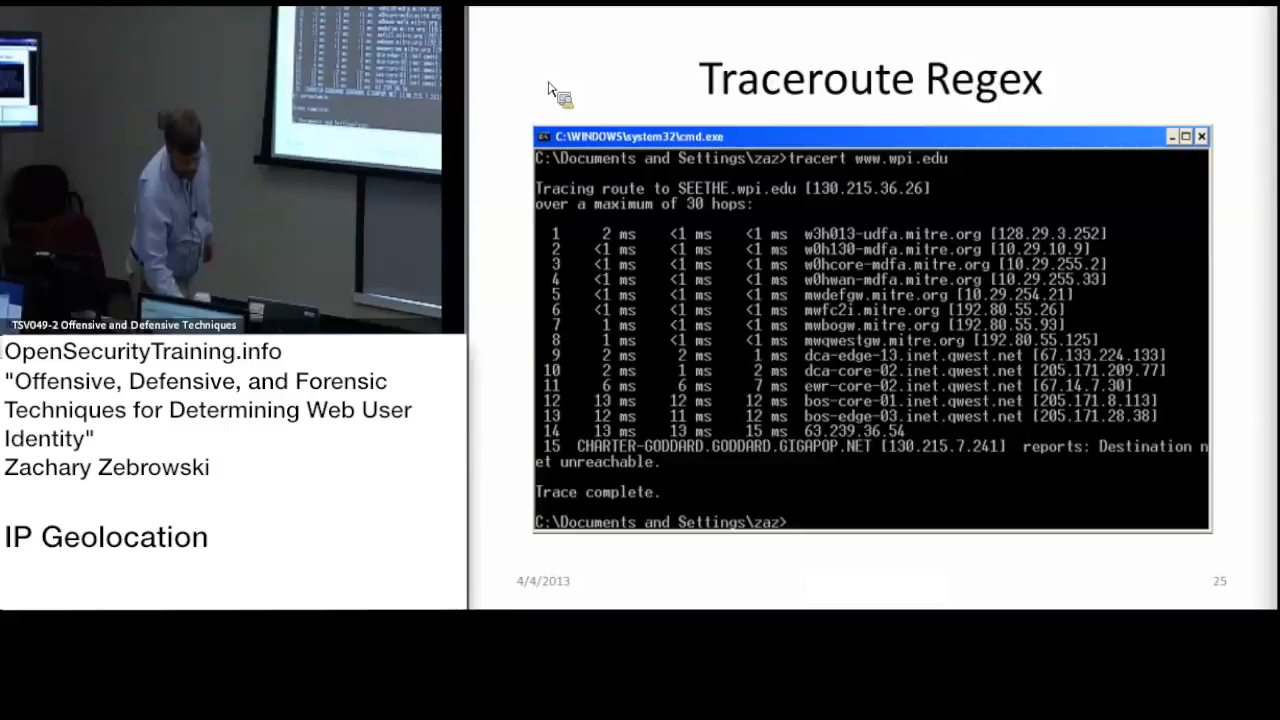 TSV049-2 Offensive and Defensive Techniques
OpenSecurityTraining.info
"Offensive, Defensive, and Forensic
Techniques for Determining Web User
Identity"
Zachary Zebrowski
IP Geolocation
Traceroute Regex
C:\WINDOWS\system32\cmd.exe
C:\Documents and Settings\zaz>tracert www.wpi.edu
Tracing route to SEETHE.wpi.edu [130.215.36.26]
over a maximum of 30 hops:
1 2 ms <1 ms <1 ms w3h013-udfa.mitre.org [128.29.3.252]
2 <1 ms <1 ms <1 ms w0h130-mdfa.mitre.org [10.29.10.9]
3 <1 ms <1 ms <1 ms w0hcore-mdfa.mitre.org [10.29.255.2]
4 <1 ms <1 ms <1 ms w0hwan-mdfa.mitre.org [10.29.255.33]
5 <1 ms <1 ms <1 ms mwdefgw.mitre.org [10.29.254.21]
6 <1 ms <1 ms <1 ms mwfc2i.mitre.org [192.80.55.26]
7 1 ms <1 ms <1 ms mwbogw.mitre.org [192.80.55.93]
8 1 ms <1 ms <1 ms mwqwestgw.mitre.org [192.80.55.125]
9 2 ms 2 ms 1 ms dca-edge-13.inet.qwest.net [67.133.224.133]
10 2 ms 1 ms 2 ms dca-core-02.inet.qwest.net [205.171.209.77]
11 6 ms 6 ms 7 ms ewr-core-02.inet.qwest.net [67.14.7.30]
12 13 ms 12 ms 12 ms bos-core-01.inet.qwest.net [205.171.8.113]
13 12 ms 11 ms 12 ms bos-edge-03.inet.qwest.net [205.171.28.38]
14 13 ms 13 ms 15 ms 63.239.36.54
15 CHARTER-GODDARD.GODDARD.GIGAPOP.NET [130.215.7.241] reports: Destination n
et unreachable.
Trace complete.
C:\Documents and Settings\zaz>
4/4/2013
25